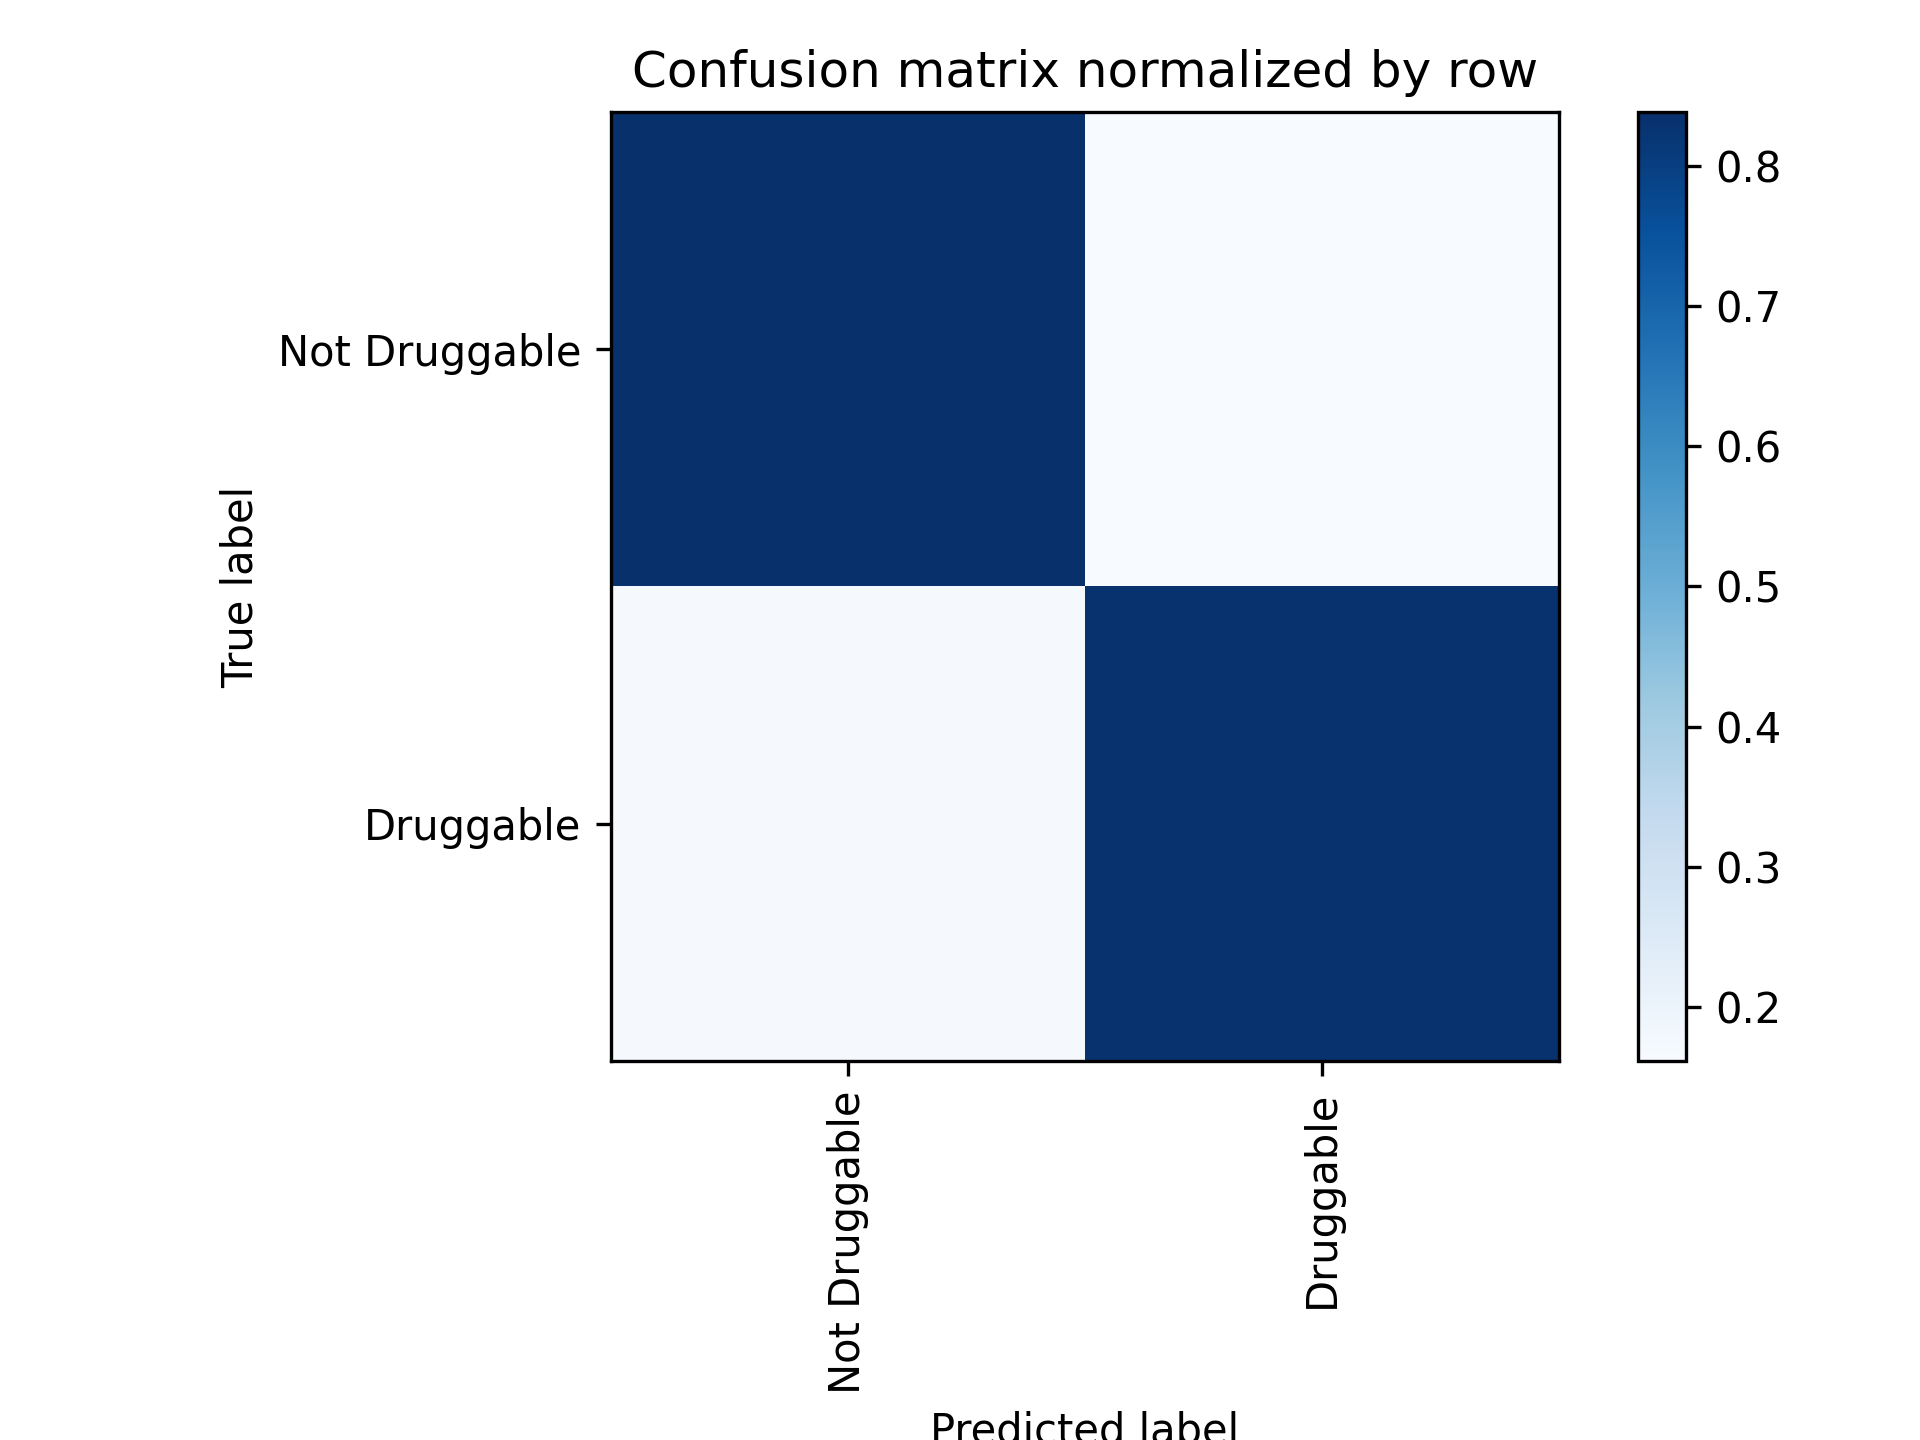 Confusion matrix normalized by row
True label
Not Druggable
Druggable
Not Druggable
Druggable
Predicted label
0.8
0.7
0.6
0.5
0.4
0.3
0.2